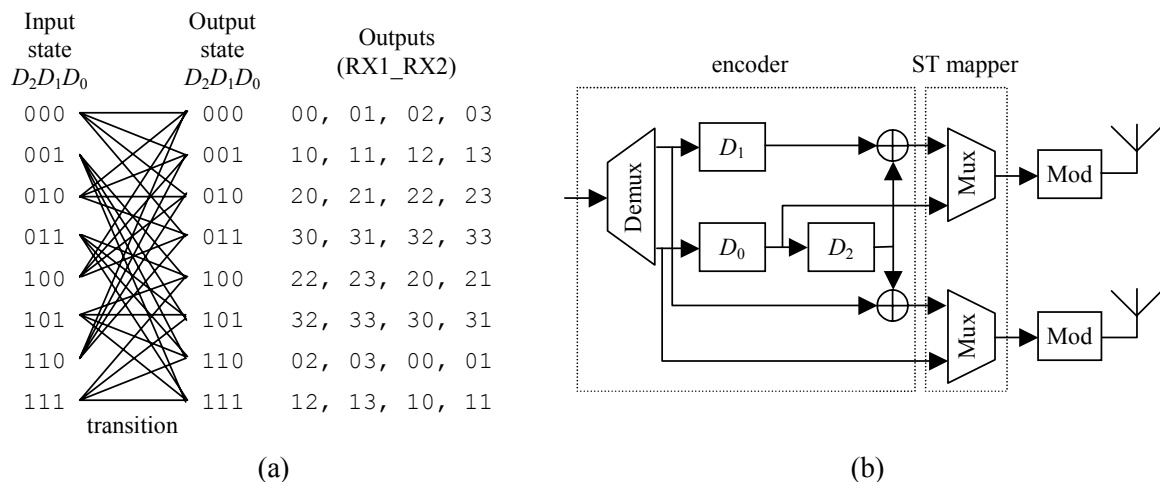 Input state D₂D₁D₀
Output state D₂D₁D₀
Outputs (RX1_RX2)
000 000 00, 01, 02, 03
001 001 10, 11, 12, 13
010 010 20, 21, 22, 23
011 011 30, 31, 32, 33
100 100 22, 23, 20, 21
101 101 32, 33, 30, 31
110 110 02, 03, 00, 01
111 111 12, 13, 10, 11
transition
(a)
encoder
ST mapper
Demux
D₁
D₀
D₂
Mux
Mod
Mux
Mod
(b)